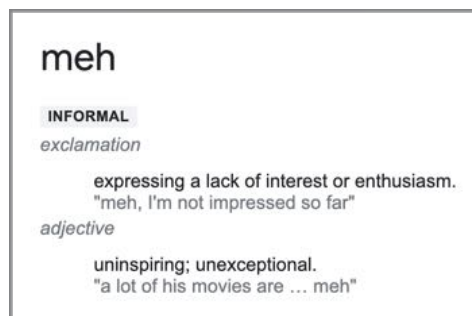 meh
INFORMAL
exclamation
expressing a lack of interest or enthusiasm.
"meh, I'm not impressed so far"
adjective
uninspiring; unexceptional.
"a lot of his movies are … meh"